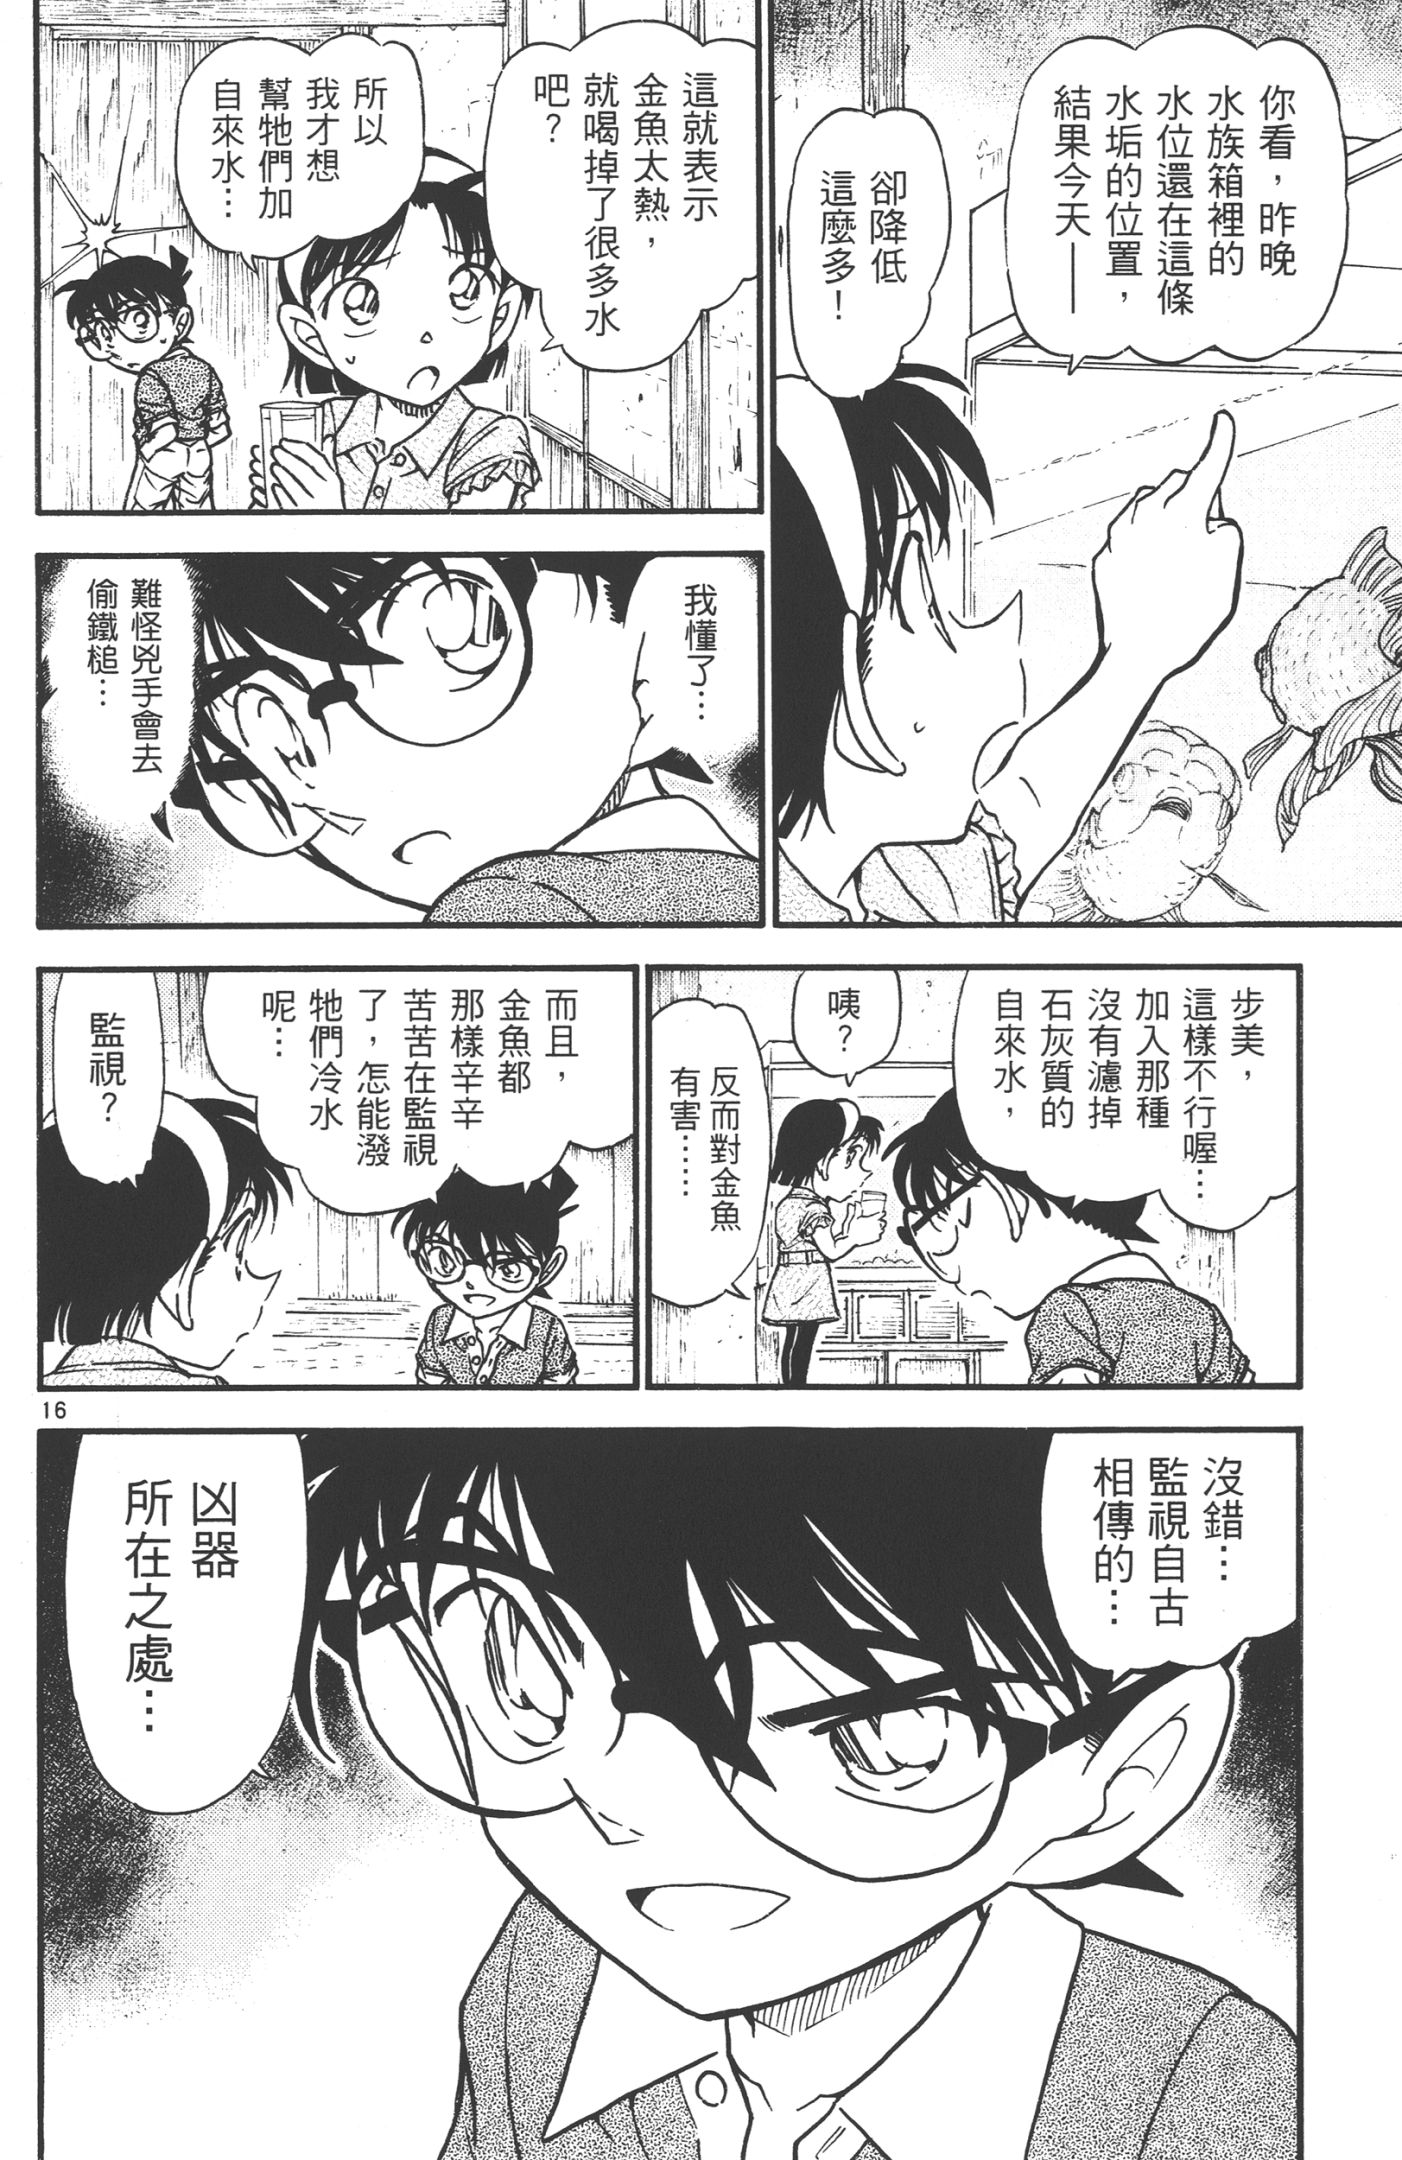 你看，昨晚
水族箱裡的
水位還在這條
水垢的位置，
結果今天——
卻降低
這麼多！
這就表示
金魚太熱，
就喝掉了很多水
吧？
所以
我才想
幫牠們加
自來水…
我懂了…
難怪兇手會去
偷鐵槌…
步美，
這樣不行喔…
加入那種
沒有濾掉
石灰質的
自來水，
反而對金魚
有害……
咦？
而且，
金魚都
那樣辛辛
苦苦在監視
了，怎能潑
牠們冷水
呢…
監視？
16
沒錯…
監視自古
相傳的…
凶器
所在之處…